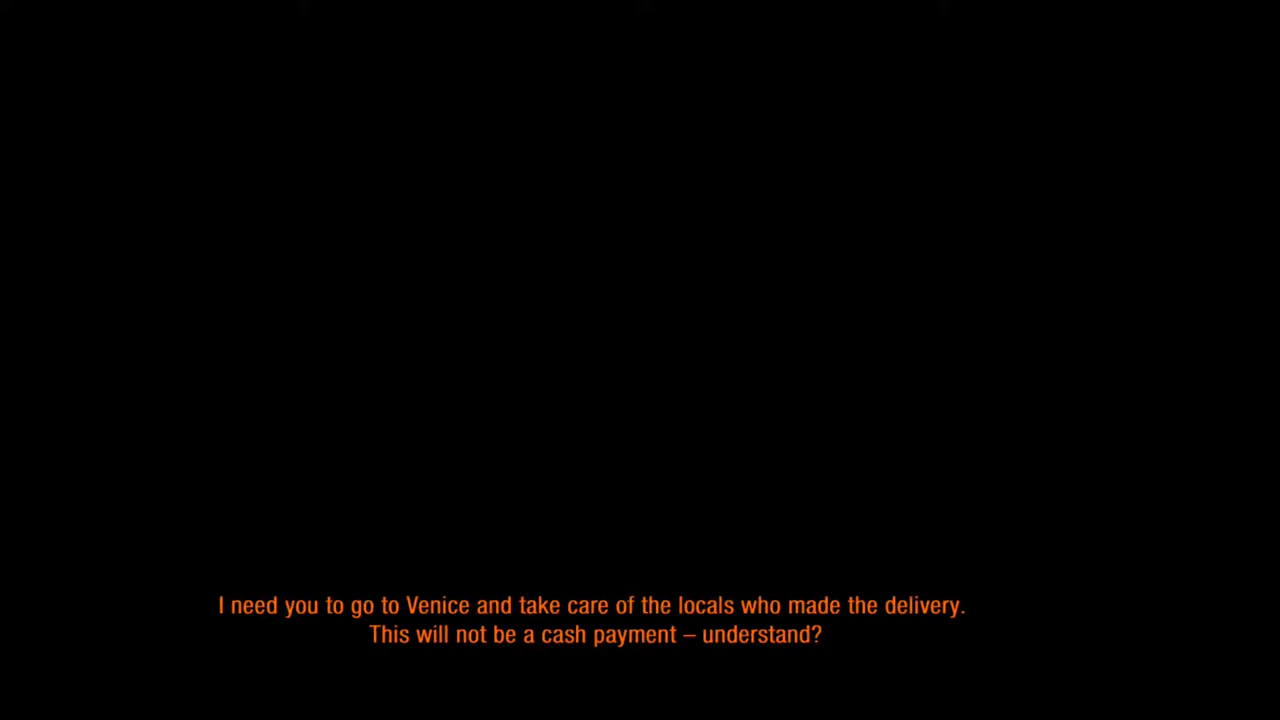 I need you to go to Venice and take care of the locals who made the delivery.
This will not be a cash payment – understand?